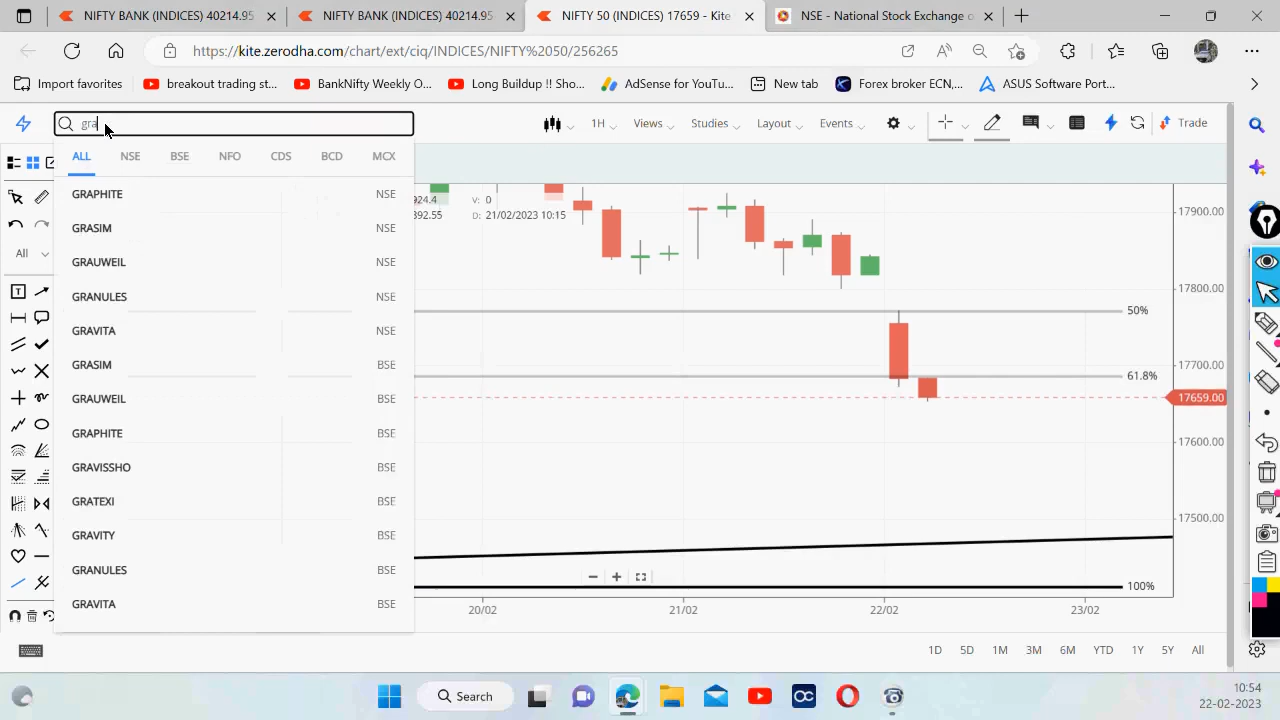 NIFTY BANK (INDICES) 40214.95
NIFTY BANK (INDICES) 40214.95
NIFTY 50 (INDICES) 17659 - Kite
NSE - National Stock Exchange o
https://kite.zerodha.com/chart/ext/ciq/INDICES/NIFTY%2050/256265
Import favorites
breakout trading st...
BankNifty Weekly O...
Long Buildup !! Sho...
AdSense for YouTu...
New tab
Forex broker ECN,...
ASUS Software Port...
gra
1H
Views
Studies
Layout
Events
Trade
ALL NSE BSE NFO CDS BCD MCX
All
GRAPHITE NSE
GRASIM NSE
GRAUWEIL NSE
GRANULES NSE
GRAVITA NSE
GRASIM BSE
GRAUWEIL BSE
GRAPHITE BSE
GRAVISSHO BSE
GRATEXI BSE
GRAVITY BSE
GRANULES BSE
GRAVITA BSE
924.4 V: 0
892.55 D: 21/02/2023 10:15
17900.00
17800.00
50%
17700.00
61.8%
17659.00
17600.00
17500.00
100%
20/02 21/02 22/02 23/02
1D 5D 1M 3M 6M YTD 1Y 5Y All
Search
10:54
22-02-2023